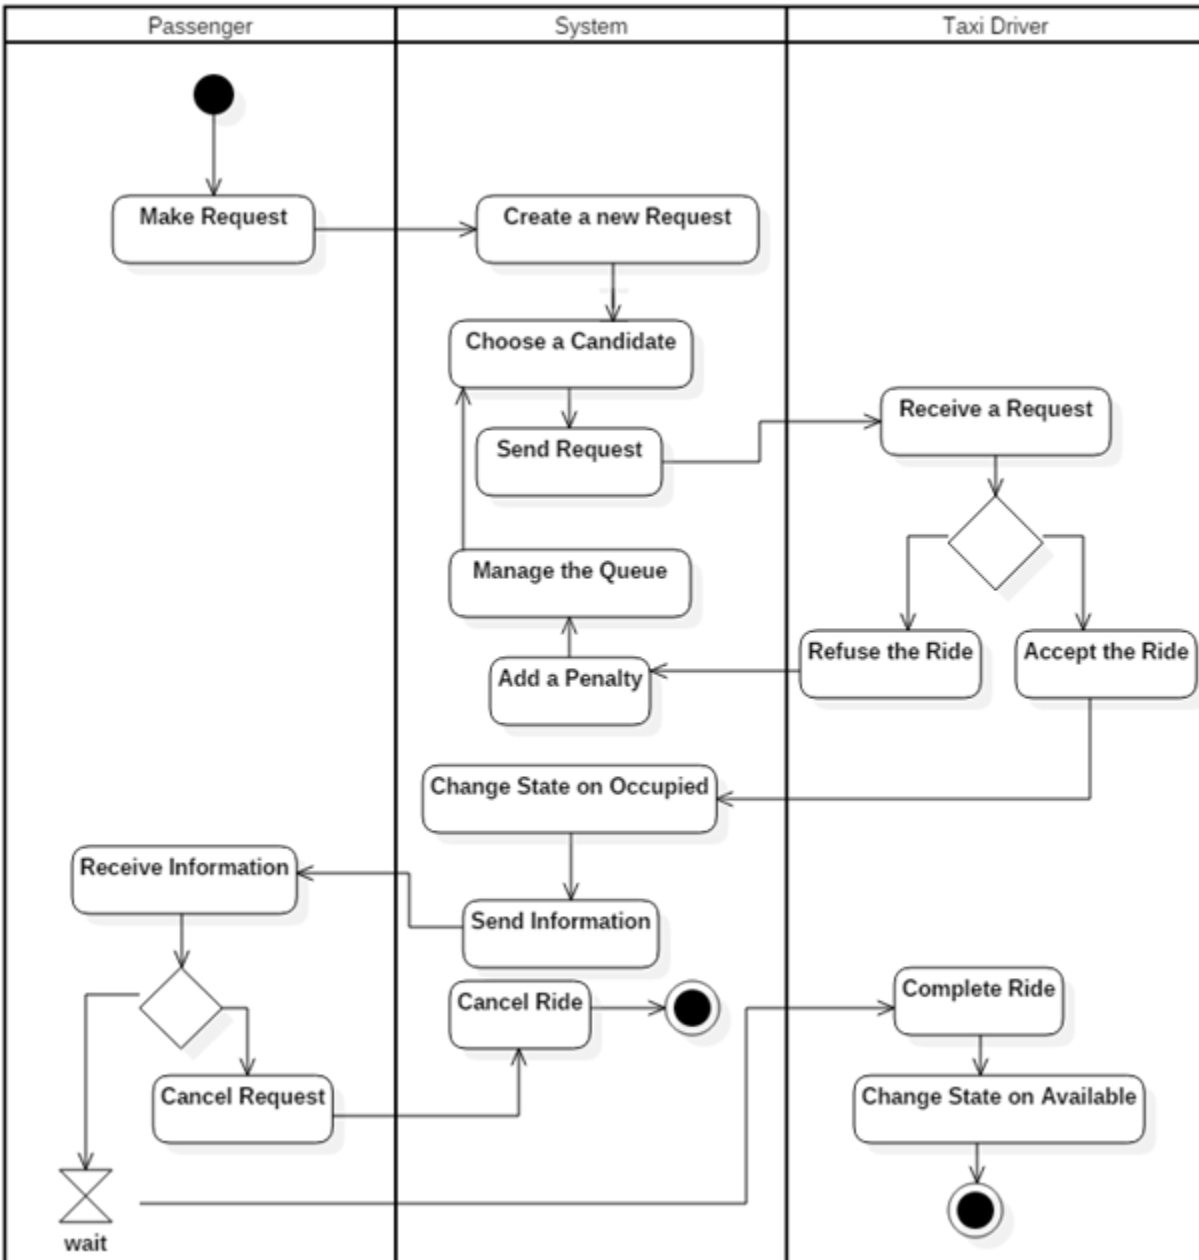 Passenger
System
Taxi Driver
Make Request
Create a new Request
Choose a Candidate
Receive a Request
Send Request
Manage the Queue
Refuse the Ride
Accept the Ride
Add a Penalty
Change State on Occupied
Receive Information
Send Information
Complete Ride
Cancel Ride
Cancel Request
Change State on Available
wait